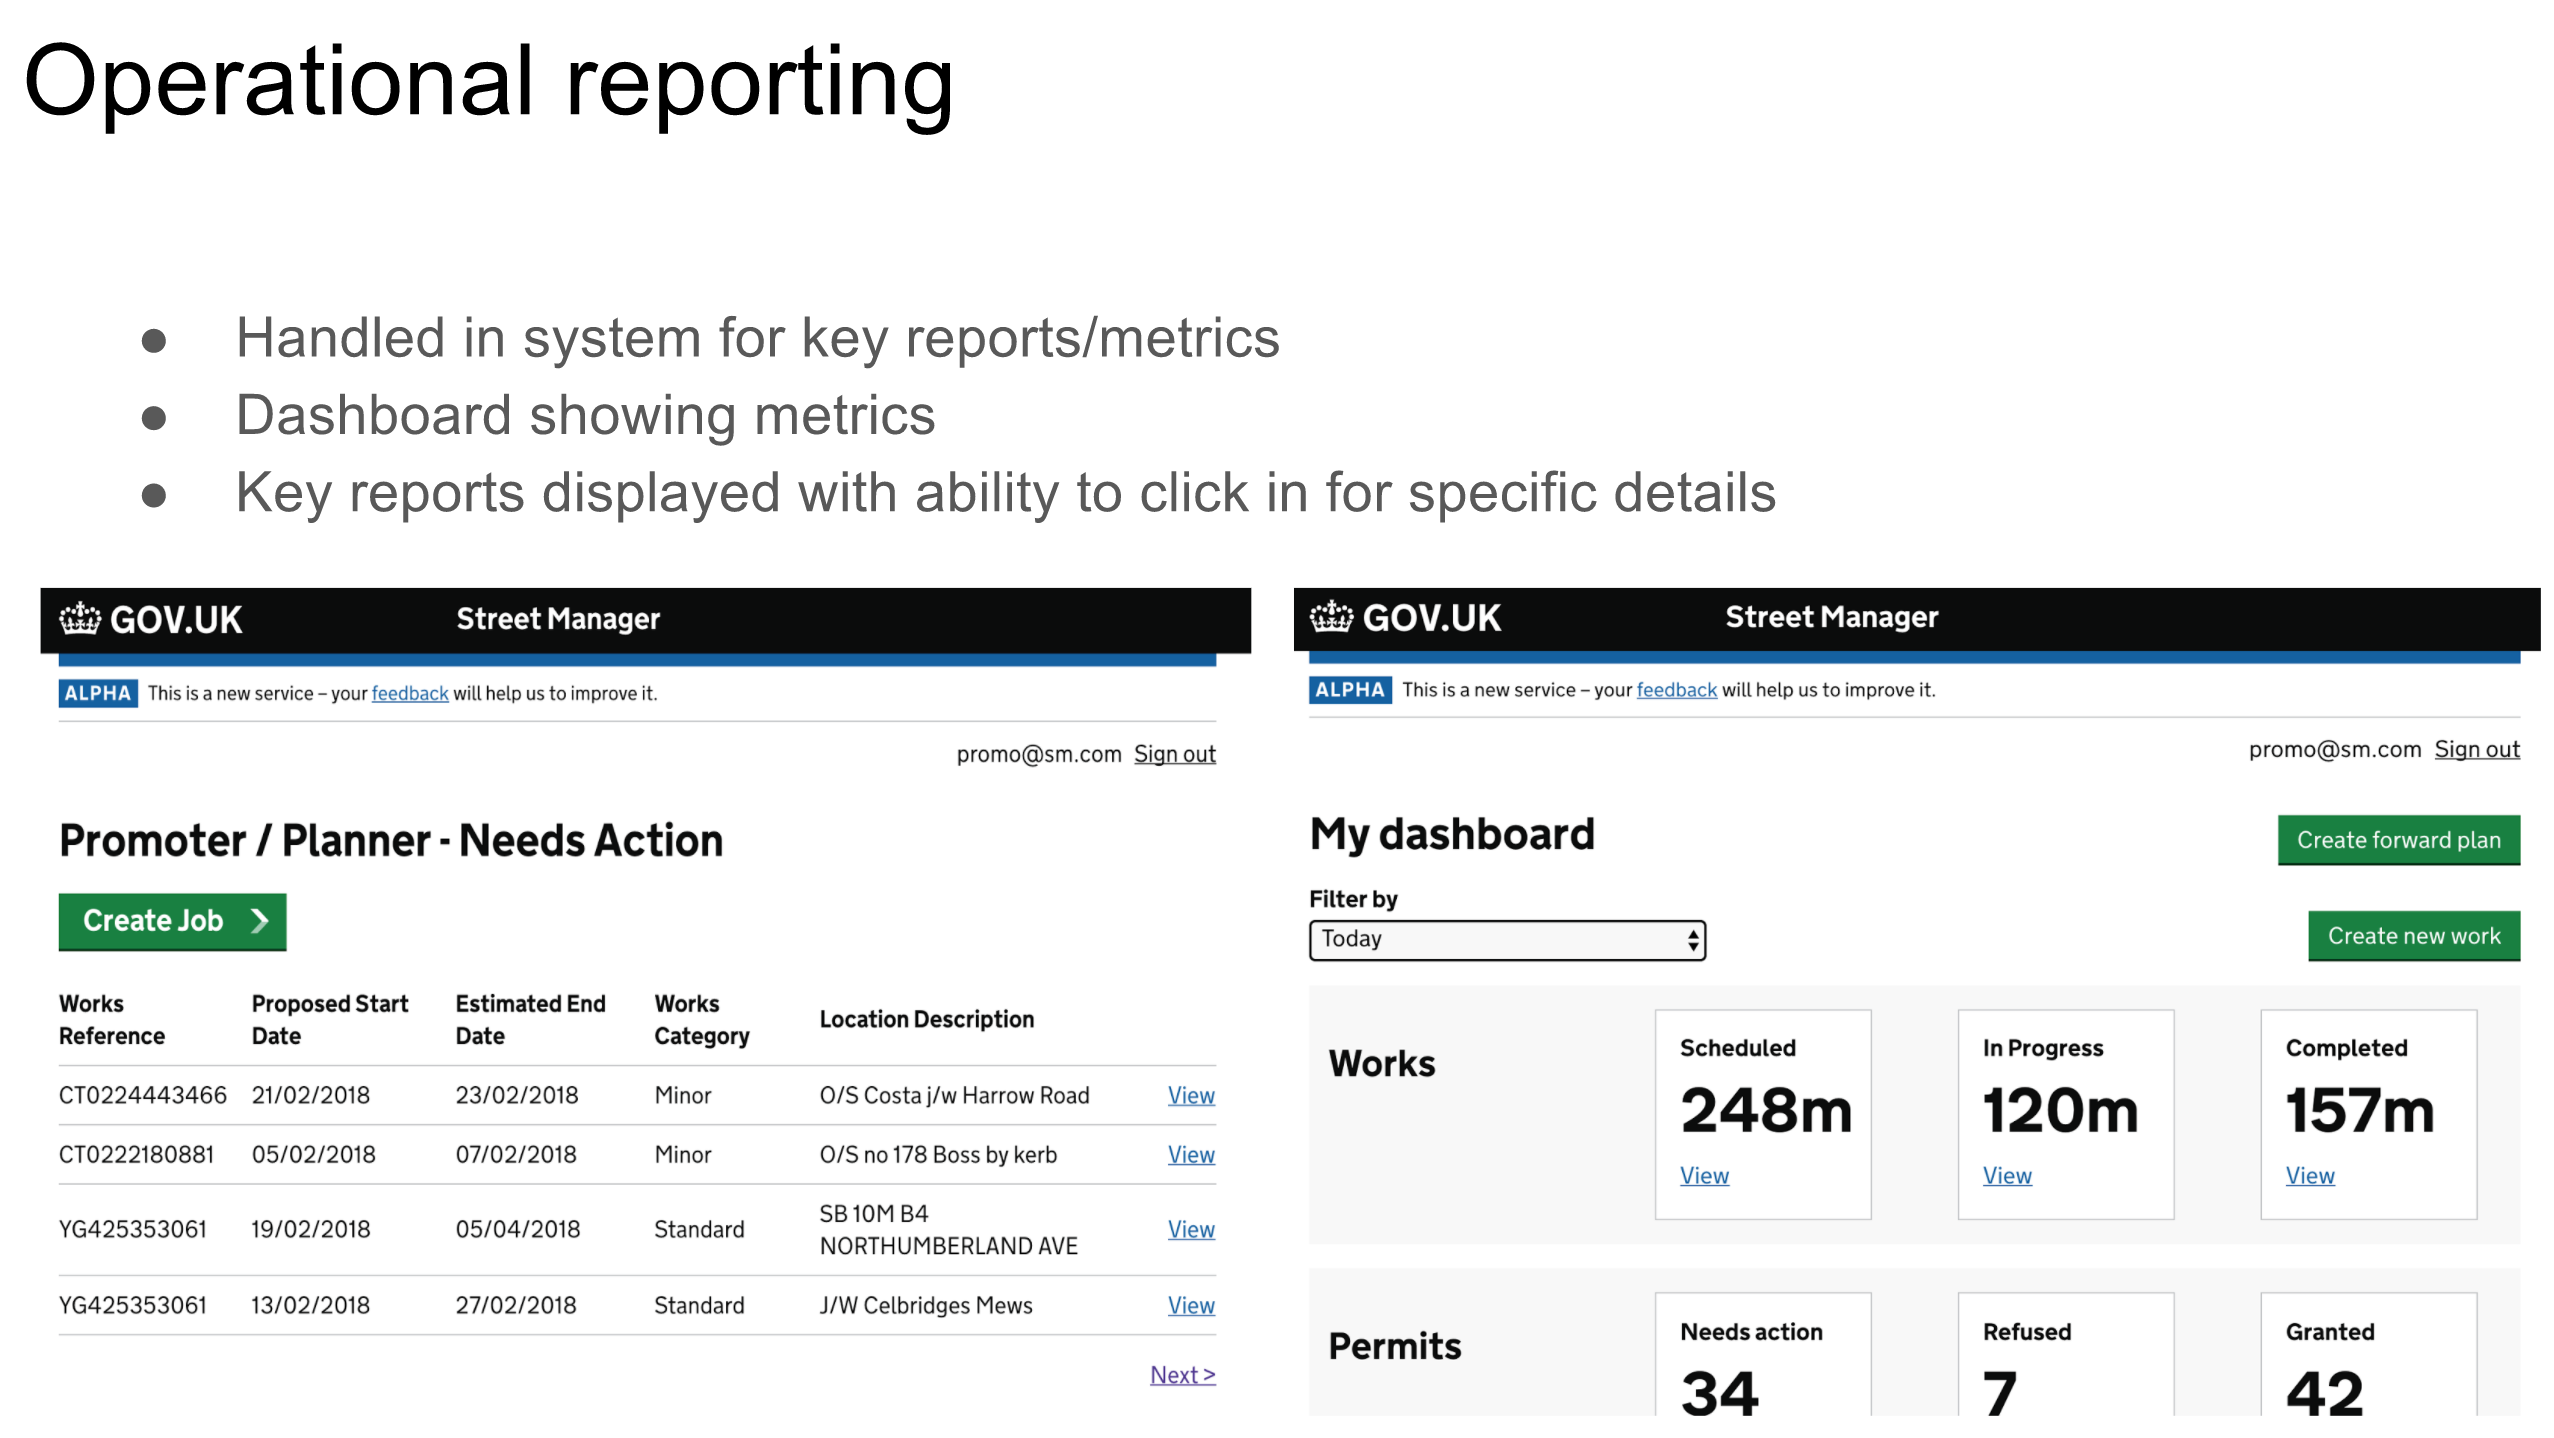 Operational reporting
● Handled in system for key reports/metrics
● Dashboard showing metrics
● Key reports displayed with ability to click in for specific details
GOV.UK Street Manager
ALPHA This is a new service – your feedback will help us to improve it.
promo@sm.com Sign out
Promoter / Planner - Needs Action
Create Job
Works Reference Proposed Start Date Estimated End Date Works Category Location Description
CT0224443466 21/02/2018 23/02/2018 Minor O/S Costa j/w Harrow Road View
CT0222180881 05/02/2018 07/02/2018 Minor O/S no 178 Boss by kerb View
YG425353061 19/02/2018 05/04/2018 Standard SB 10M B4 NORTHUMBERLAND AVE View
YG425353061 13/02/2018 27/02/2018 Standard J/W Celbridges Mews View
Next >
GOV.UK Street Manager
ALPHA This is a new service – your feedback will help us to improve it.
promo@sm.com Sign out
My dashboard
Create forward plan
Filter by
Today
Create new work
Works
Scheduled
248m
View
In Progress
120m
View
Completed
157m
View
Permits
Needs action
34
Refused
7
Granted
42